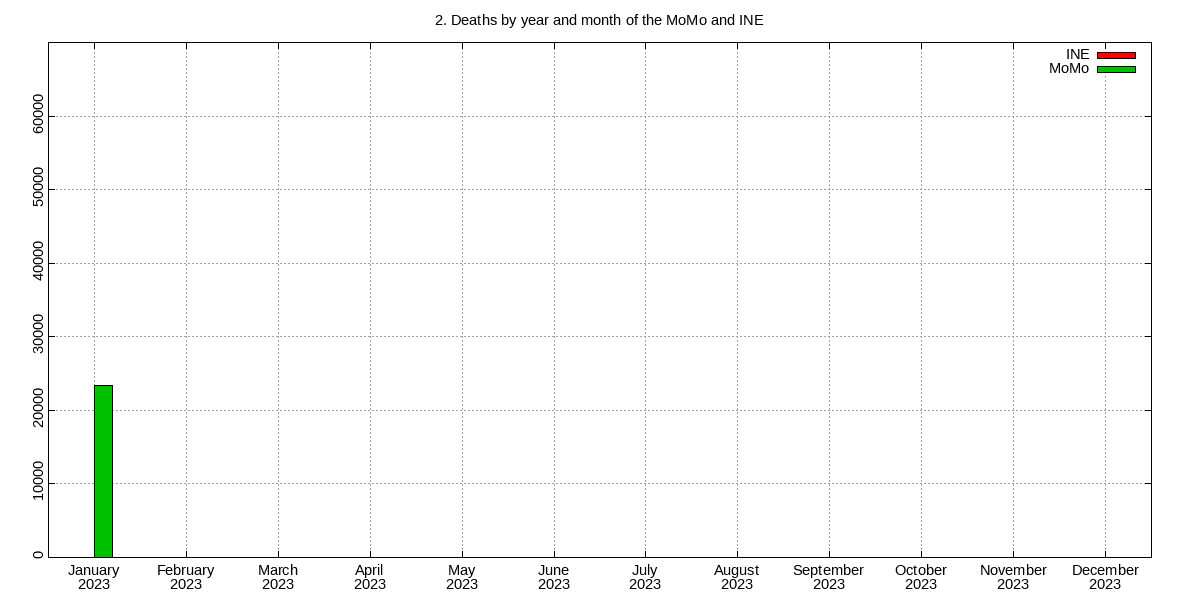 2. Deaths by year and month of the MoMo and INE
INE
MoMo
60000
50000
40000
30000
20000
10000
0
January February March April May June July August September October November December
2023 2023 2023 2023 2023 2023 2023 2023 2023 2023 2023 2023